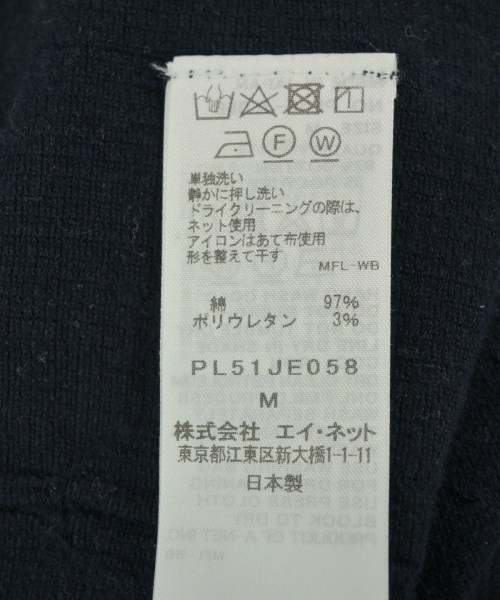 F W
単独洗い
静かに押し洗い
ドライクリーニングの際は、
ネット使用
アイロンはあて布使用
形を整えて干す
MFL-WB
綿 97%
ポリウレタン 3%
PL51JE058
M
株式会社 エイ・ネット
東京都江東区新大橋1-1-11
日本製